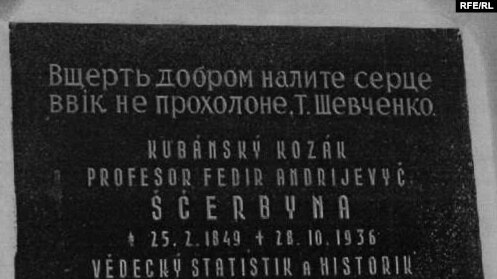 RFE/RL
Вщерть добром налите серце
ввік не прохолоне. Т. Шевченко.
KUBÁNSKÝ KOZÁK
PROFESOR FEDIR ANDRIJEVYČ
ŠČERBYNA
* 25. 2. 1849 + 28. 10. 1936
VĚDECKÝ STATISTIK A HISTORIK